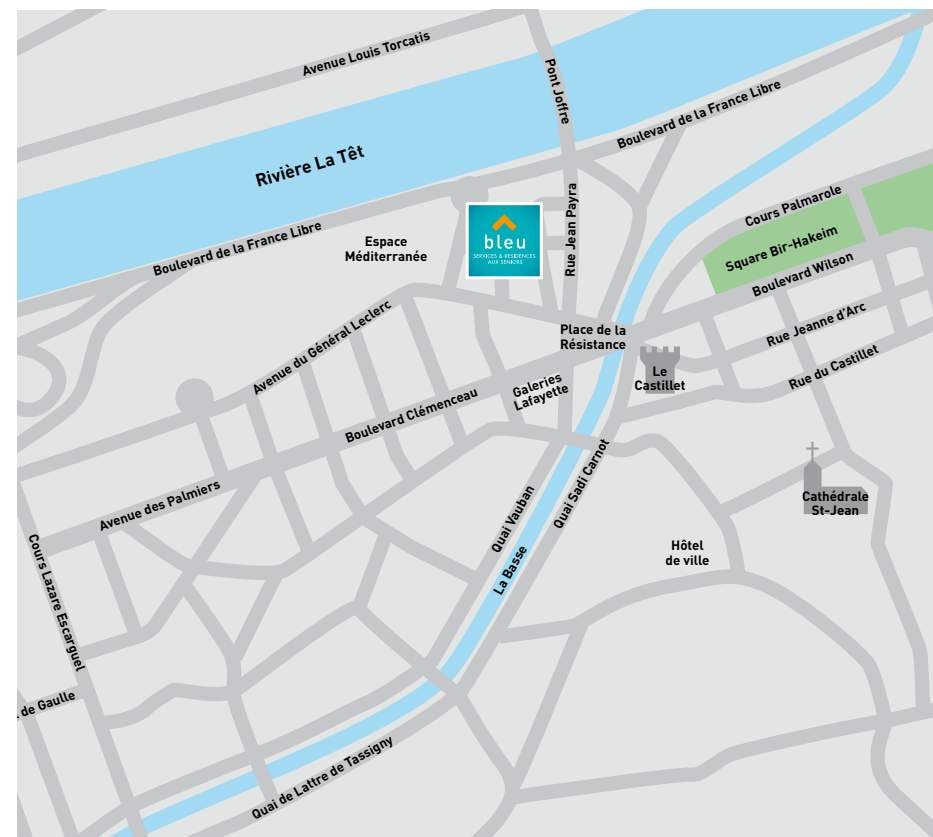 Avenue Louis Torcatis
Pont Joffre
Boulevard de la France Libre
Rivière La Têt
Cours Palmarole
Rue Jean Payra
bleu
SERVICES & RÉSIDENCES
AUX SENIORS
Espace
Méditerranée
Boulevard de la France Libre
Square Bir-Hakeim
Boulevard Wilson
Avenue du Général Leclerc
Place de la
Résistance
Rue Jeanne d'Arc
Le
Castillet
Rue du Castillet
Galeries
Lafayette
Boulevard Clémenceau
Avenue des Palmiers
Quai Vauban
Quai Sadi Carnot
Cathédrale
St-Jean
Hôtel
de ville
La Basse
Cours Lazare Escarguel
de Gaulle
Quai de Lattre de Tassigny